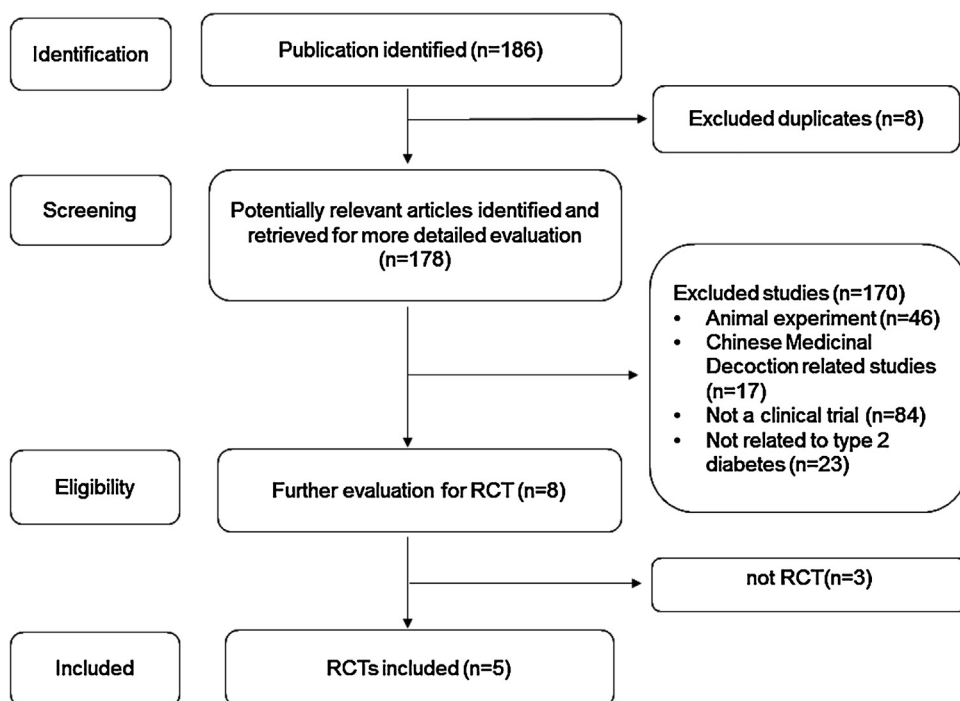 Identification
Publication identified (n=186)
Excluded duplicates (n=8)
Screening
Potentially relevant articles identified and
retrieved for more detailed evaluation
(n=178)
Excluded studies (n=170)
• Animal experiment (n=46)
• Chinese Medicinal
Decoction related studies
(n=17)
• Not a clinical trial (n=84)
• Not related to type 2
diabetes (n=23)
Eligibility
Further evaluation for RCT (n=8)
not RCT(n=3)
Included
RCTs included (n=5)